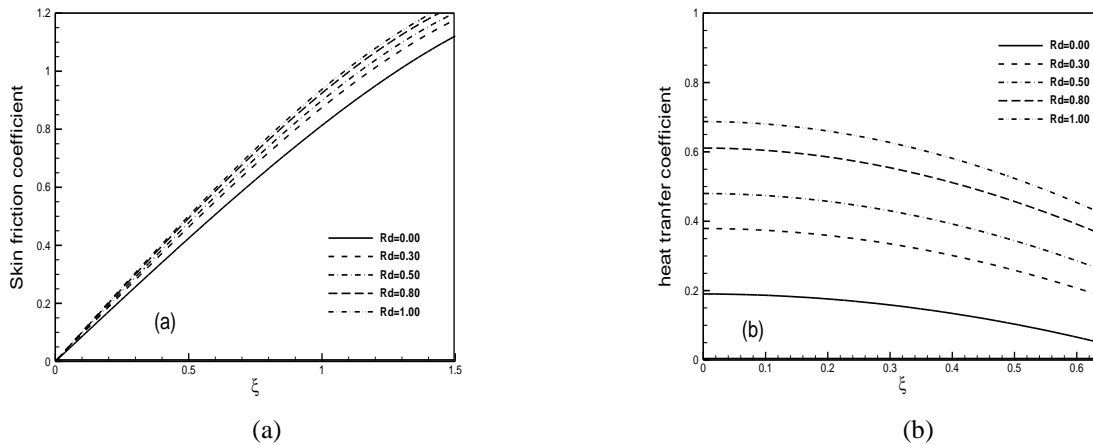 1.2
1
0.8
0.6
0.4
0.2
0
Skin friction coefficient
Rd=0.00
Rd=0.30
Rd=0.50
Rd=0.80
Rd=1.00
(a)
0
0.5
1
1.5
ξ
(a)
1
0.8
0.6
0.4
0.2
0
heat tranfer coefficient
Rd=0.00
Rd=0.30
Rd=0.50
Rd=0.80
Rd=1.00
(b)
0
0.1
0.2
0.3
0.4
0.5
0.6
ξ
(b)